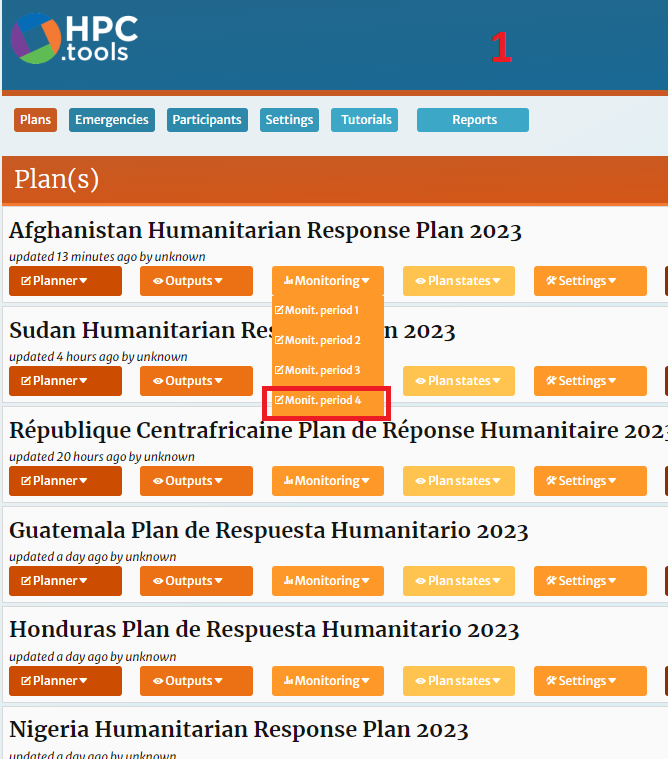 HPC
.tools
1
Plans Emergencies Participants Settings Tutorials Reports
Plan(s)
Afghanistan Humanitarian Response Plan 2023
updated 13 minutes ago by unknown
Planner Outputs Monitoring Plan states Settings
Monit. period 1
Monit. period 2
Monit. period 3
Monit. period 4
Sudan Humanitarian Res n 2023
updated 4 hours ago by unknown
Planner Outputs Plan states Settings
République Centrafricaine Plan de Réponse Humanitaire 202
updated 20 hours ago by unknown
Planner Outputs Monitoring Plan states Settings
Guatemala Plan de Respuesta Humanitario 2023
updated a day ago by unknown
Planner Outputs Monitoring Plan states Settings
Honduras Plan de Respuesta Humanitario 2023
updated a day ago by unknown
Planner Outputs Monitoring Plan states Settings
Nigeria Humanitarian Response Plan 2023
updated a day ago by unknown